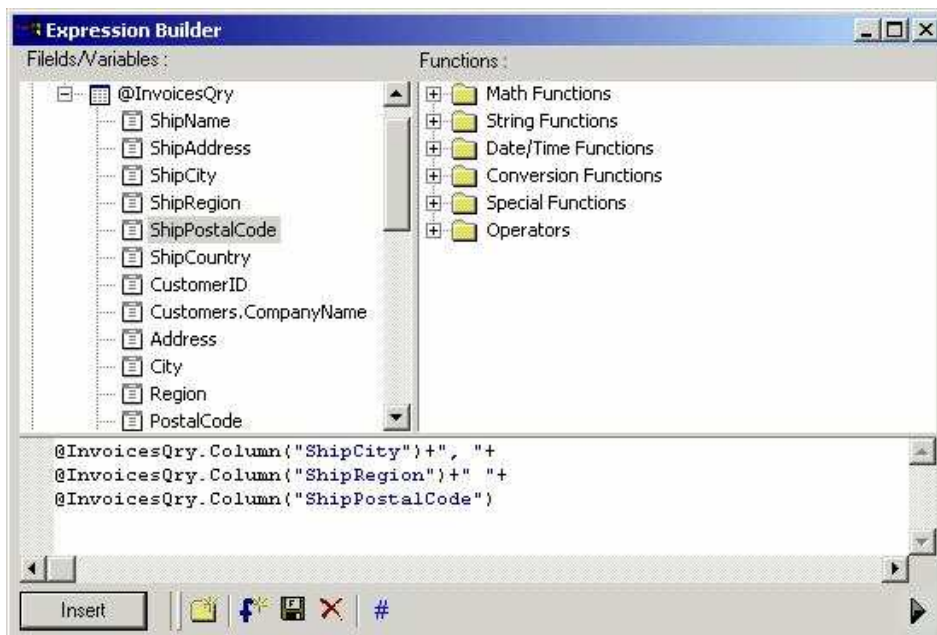 Expression Builder
Filelds/Variables :
Functions :
@InvoicesQry
ShipName
ShipAddress
ShipCity
ShipRegion
ShipPostalCode
ShipCountry
CustomerID
Customers.CompanyName
Address
City
Region
PostalCode
Math Functions
String Functions
Date/Time Functions
Conversion Functions
Special Functions
Operators
@InvoicesQry.Column("ShipCity")+", "+
@InvoicesQry.Column("ShipRegion")+" "+
@InvoicesQry.Column("ShipPostalCode")
Insert
#